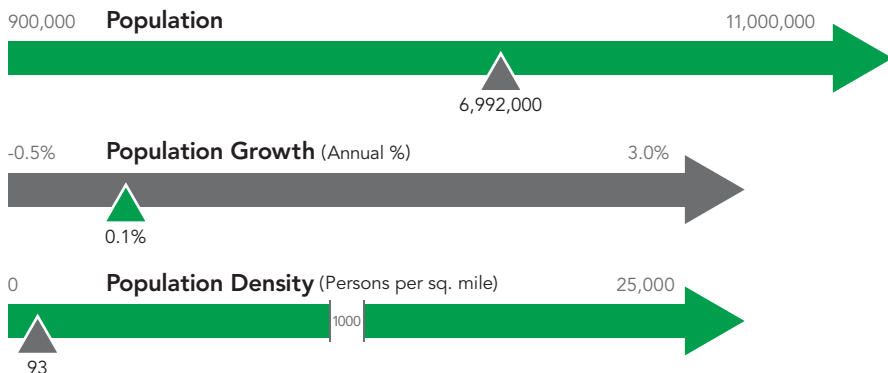 900,000 Population 11,000,000
6,992,000
-0.5% Population Growth (Annual %) 3.0%
0.1%
0 Population Density (Persons per sq. mile) 25,000
1000
93